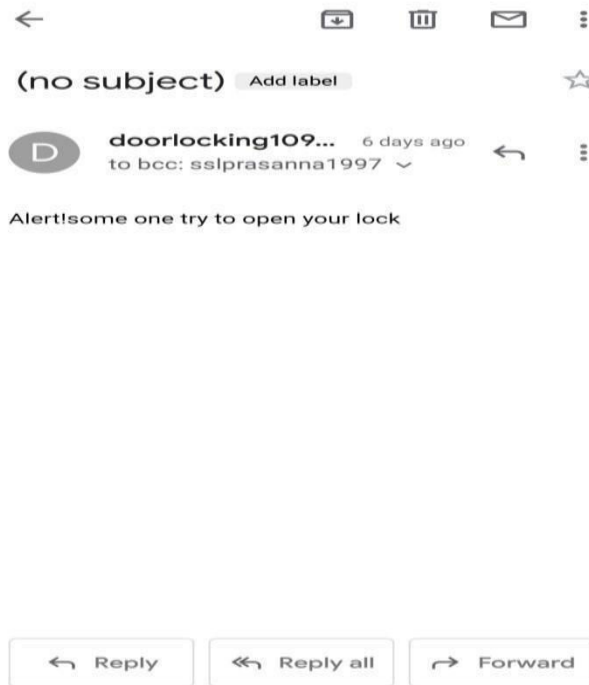 (no subject) Add label
D
doorlocking109... 6 days ago
to bcc: sslprasanna1997
Alert!some one try to open your lock
Reply Reply all Forward